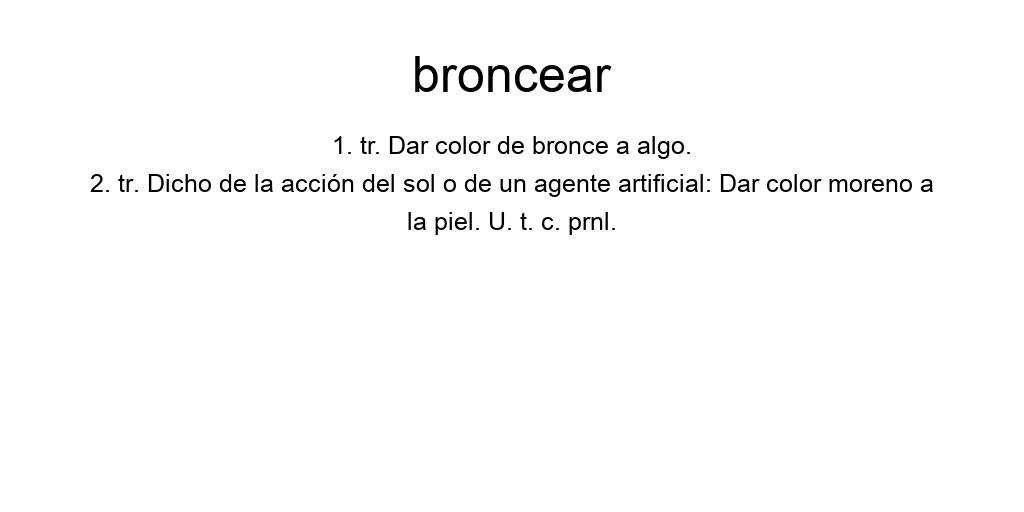 broncear
1. tr. Dar color de bronce a algo.
2. tr. Dicho de la acción del sol o de un agente artificial: Dar color moreno a
la piel. U. t. c. prnl.